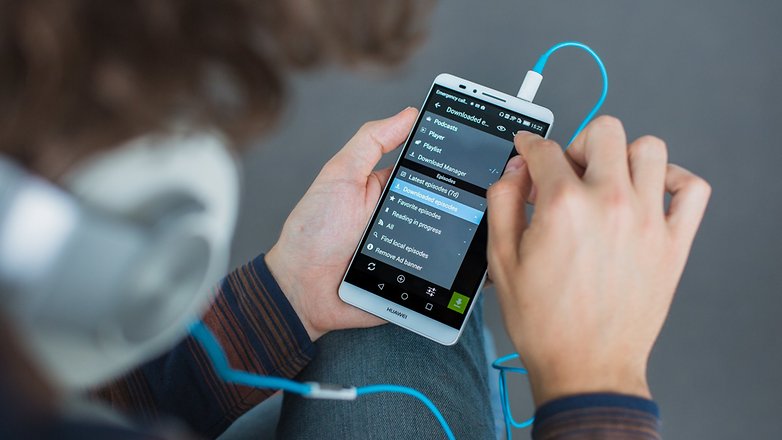 Emergency call..
15:22
Downloaded e...
Podcasts
Player
Playlist
Download Manager
Episodes
Latest episodes (7d)
Downloaded episodes
Favorite episodes
Reading in progress
All
Find local episodes
Remove Ad banner
HUAWEI